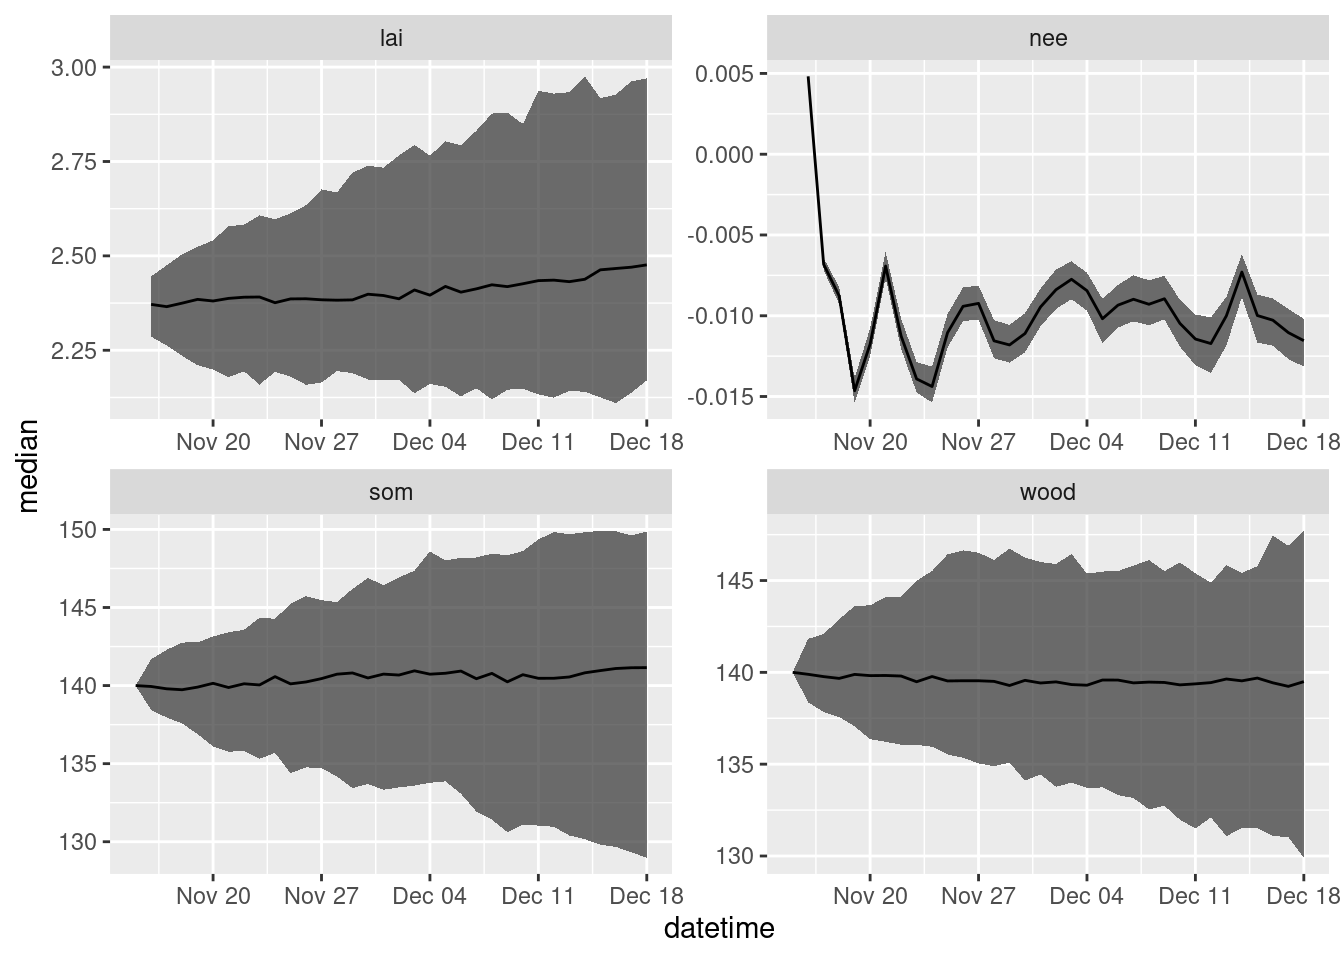 lai
3.00
2.75
2.50
2.25
Nov 20 Nov 27 Dec 04 Dec 11 Dec 18
nee
0.005
0.000
-0.005
-0.010
-0.015
Nov 20 Nov 27 Dec 04 Dec 11 Dec 18
median
som
150
145
140
135
130
Nov 20 Nov 27 Dec 04 Dec 11 Dec 18
wood
145
140
135
130
Nov 20 Nov 27 Dec 04 Dec 11 Dec 18
datetime